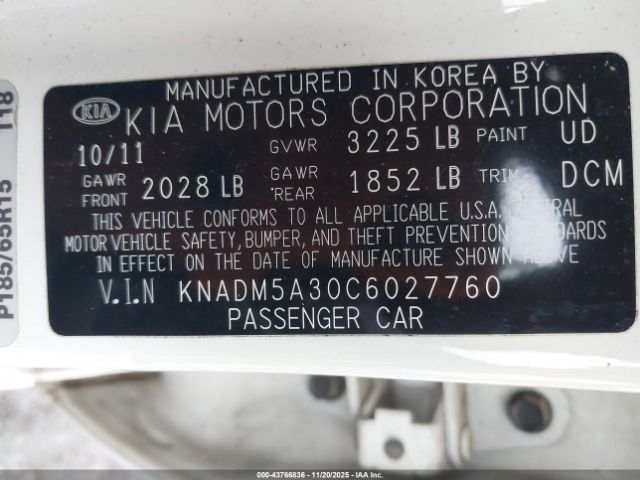 MANUFACTURED IN KOREA BY
KIA KIA MOTORS CORPORATION
10/11 GVWR 3225 LB PAINT UD
GAWR FRONT 2028 LB GAWR REAR 1852 LB TRIM DCM
THIS VEHICLE CONFORMS TO ALL APPLICABLE U.S.A. FEDERAL
MOTOR VEHICLE SAFETY, BUMPER, AND THEFT PREVENTION STANDARDS
IN EFFECT ON THE DATE OF MANUFACTURE SHOWN ABOVE
V.I.N KNADM5A30C6027760
PASSENGER CAR
P185/65R15
000-43766836 - 11/20/2025 - IAAI.COM